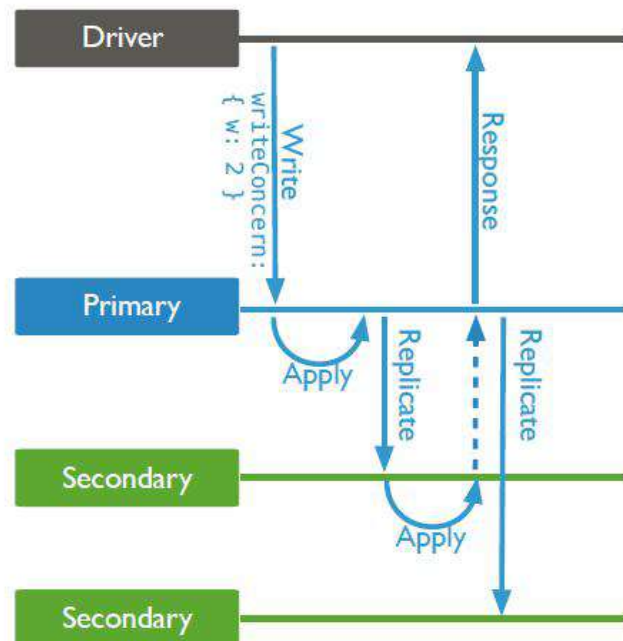 Driver
Write
writeConcern:
{ w: 2 }
Response
Primary
Apply
Replicate
Replicate
Secondary
Apply
Secondary